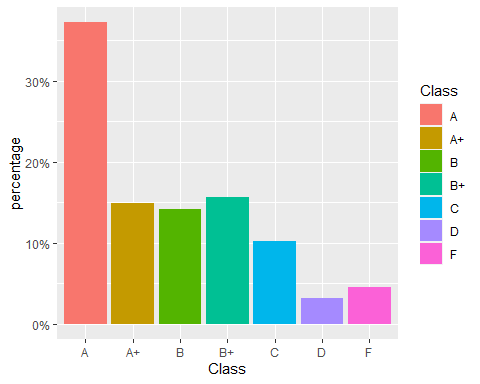 percentage
30%
20%
10%
0%
A A+ B B+ C D F
Class
Class
A
A+
B
B+
C
D
F